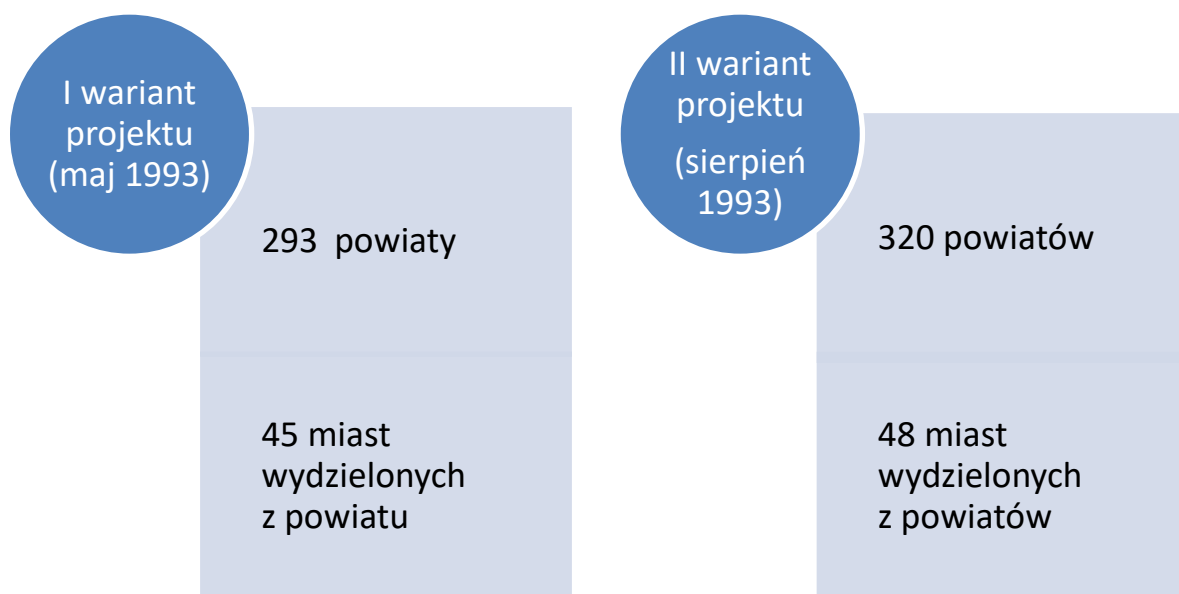 I wariant
projektu
(maj 1993)
293 powiaty
45 miast
wydzielonych
z powiatu
II wariant
projektu
(sierpień
1993)
320 powiatów
48 miast
wydzielonych
z powiatów